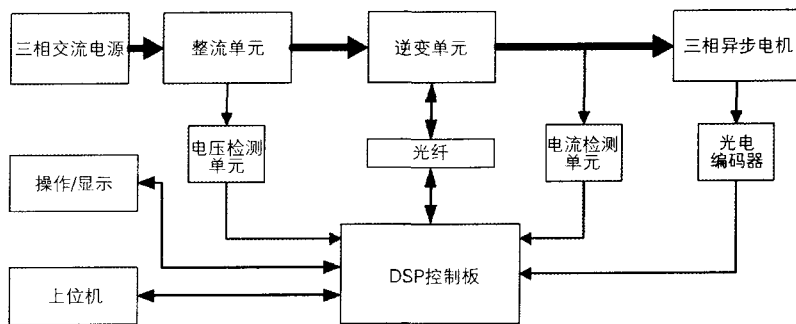 三相交流电源
整流单元
逆变单元
三相异步电机
电压检测
单元
光纤
电流检测
单元
光电
编码器
操作/显示
DSP控制板
上位机